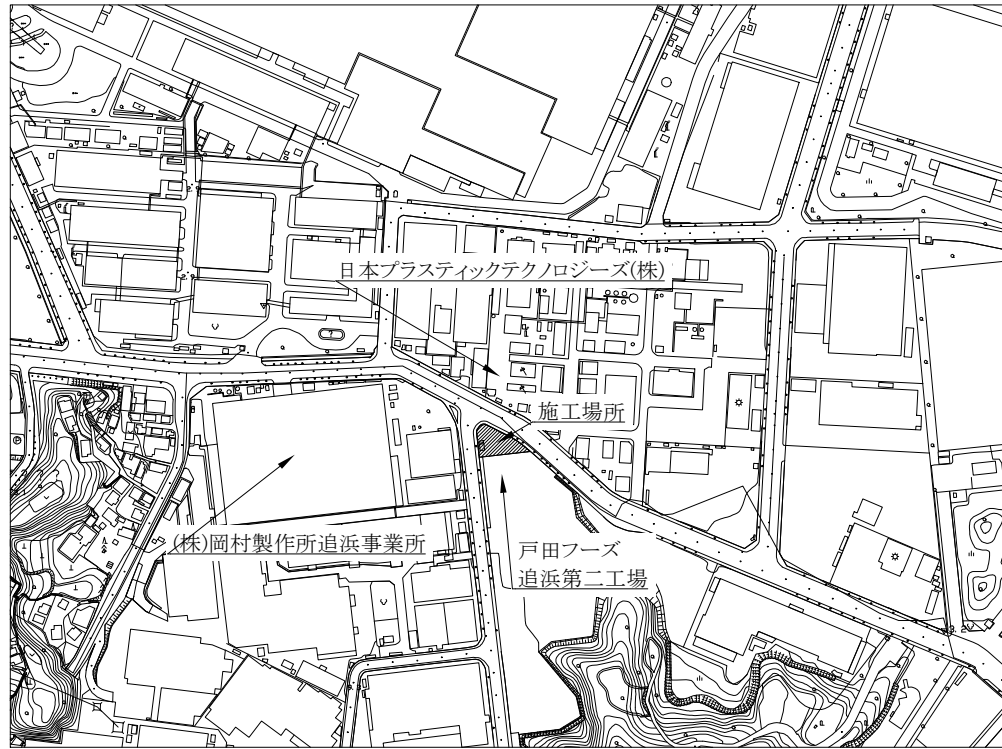 日本プラスティックテクノロジーズ(株)
施工場所
(株)岡村製作所追浜事業所
戸田フーズ
追浜第二工場